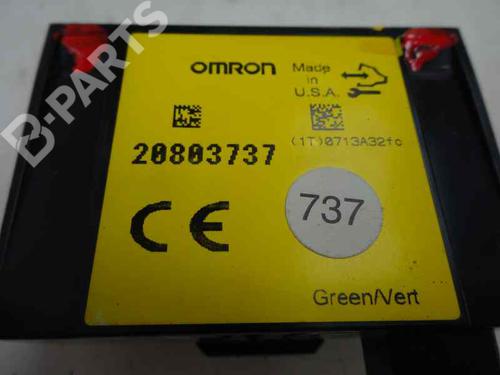 B-PARTS
OMRON
Made
in
U.S.A.
20803737
(1T)0713A32fc
CE
737
Green/Vert